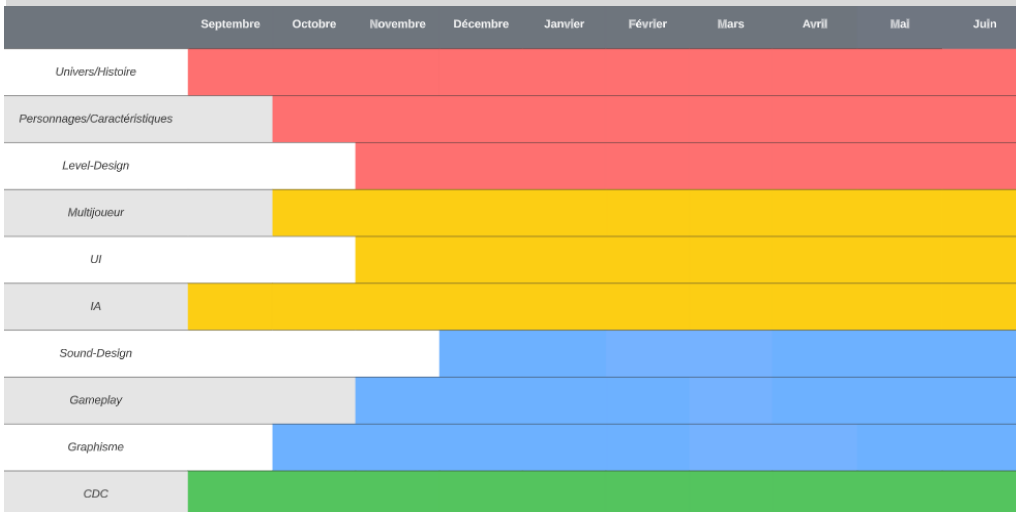 Septembre Octobre Novembre Décembre Janvier Février Mars Avril Mai Juin
Univers/Histoire
Personnages/Caractéristiques
Level-Design
Multijoueur
UI
IA
Sound-Design
Gameplay
Graphisme
CDC